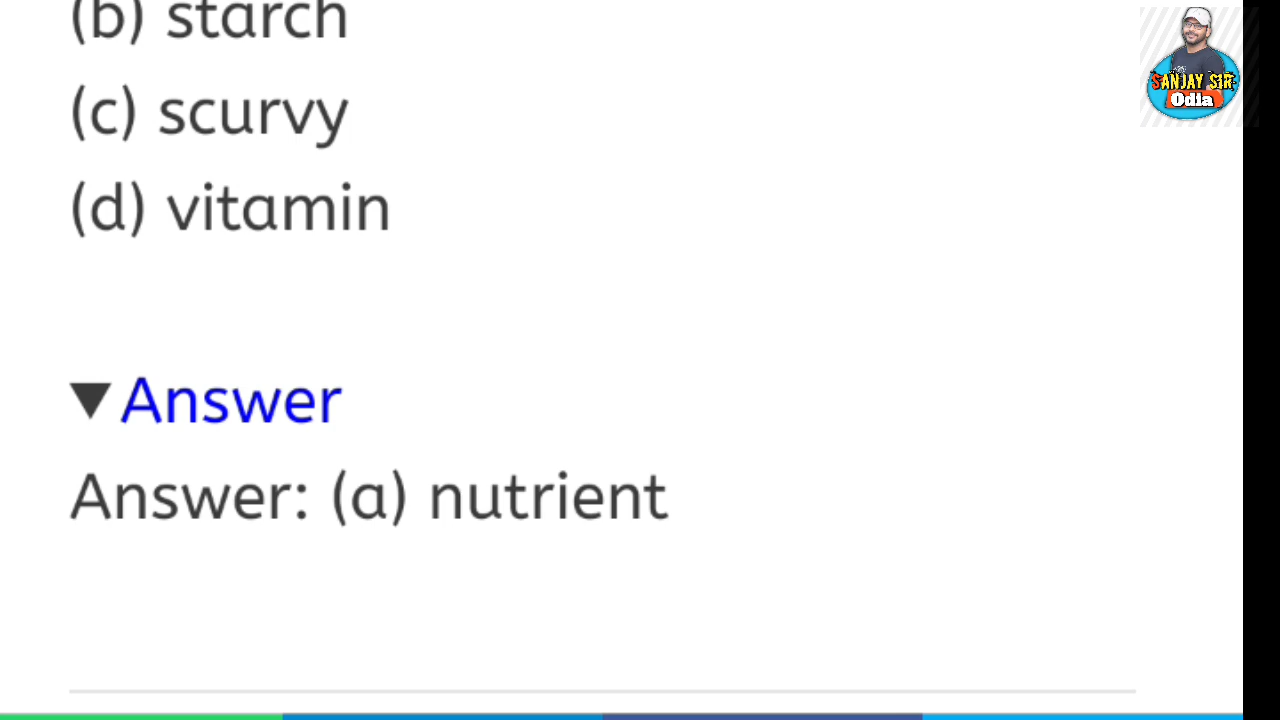 (b) starch
(c) scurvy
(d) vitamin
▼Answer
Answer: (a) nutrient
SANJAY SIR
Odia